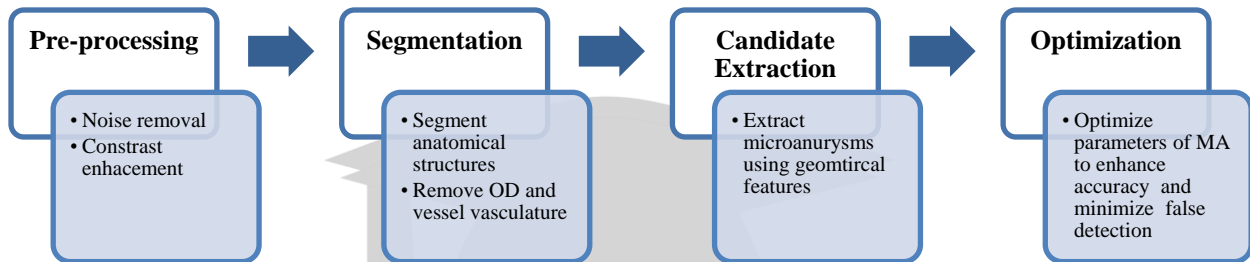 Pre-processing
• Noise removal
• Constrast
enhacement
Segmentation
• Segment
anatomical
structures
• Remove OD and
vessel vasculature
Candidate
Extraction
• Extract
microanurysms
using geomtircal
features
Optimization
• Optimize
parameters of MA
to enhance
accuracy and
minimize false
detection